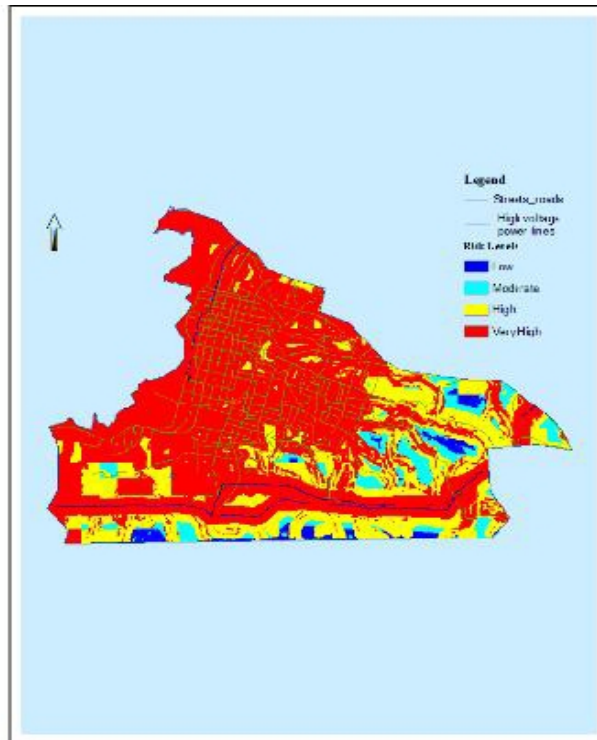 Legend
Streets_roads
High voltage
power lines
Risk Levels
Low
Moderate
High
VeryHigh